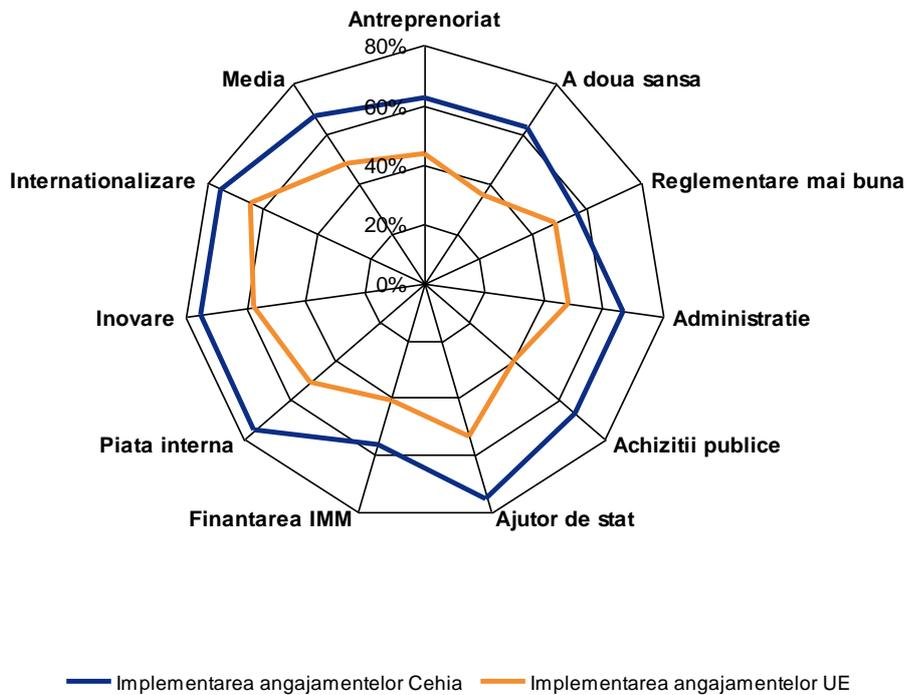 Antreprenoriat
80%
Media
A doua sansa
60%
40%
Internationalizare
Reglementare mai buna
20%
0%
Inovare
Administratie
Piata interna
Achizitii publice
Finantarea IMM
Ajutor de stat
Implementarea angajamentelor Cehia
Implementarea angajamentelor UE